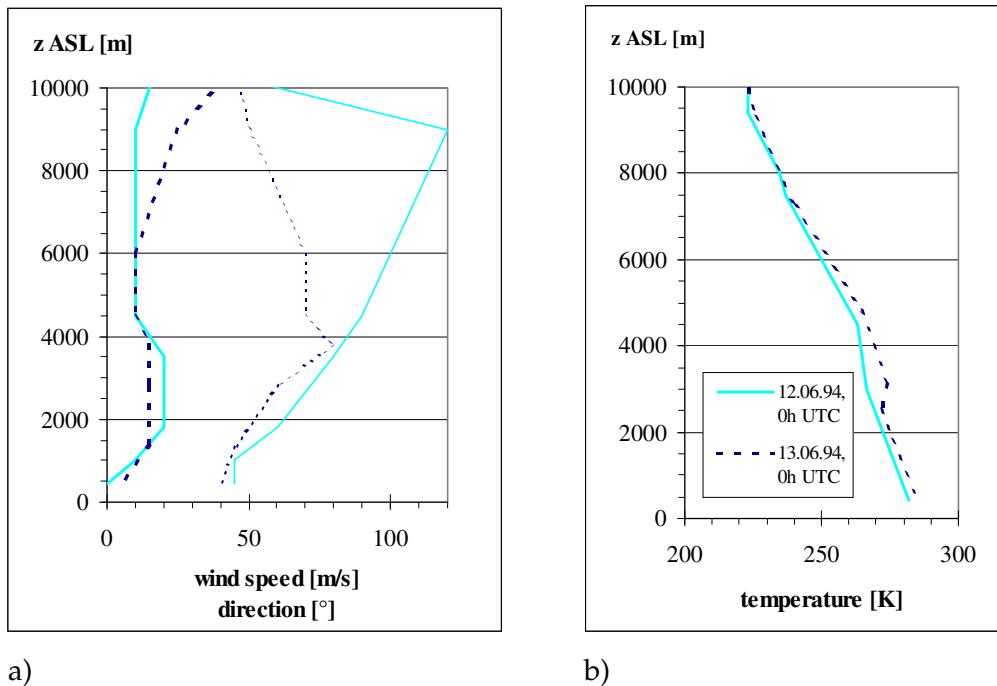 z ASL [m]
10000
8000
6000
4000
2000
0
0 50 100
wind speed [m/s]
direction [°]
a)
z ASL [m]
10000
8000
6000
4000
2000
0
12.06.94,
0h UTC
13.06.94,
0h UTC
200 250 300
temperature [K]
b)